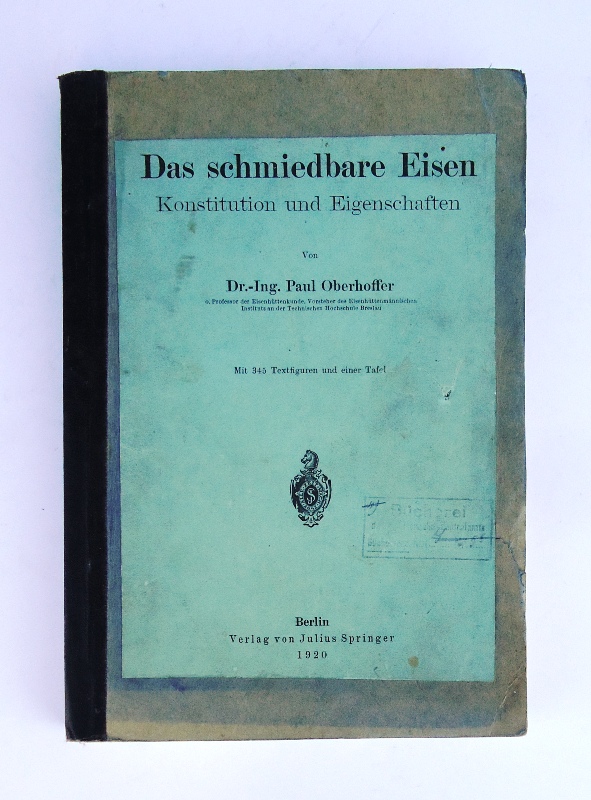 Das schmiedbare Eisen
Konstitution und Eigenschaften
Von
Dr.-Ing. Paul Oberhoffer
o. Professor der Eisenhüttenkunde, Vorsteher des Eisenhüttenmännischen
Instituts an der Technischen Hochschule Breslau
Mit 345 Textfiguren und einer Tafel
Bücherei
Berlin
Verlag von Julius Springer
1920